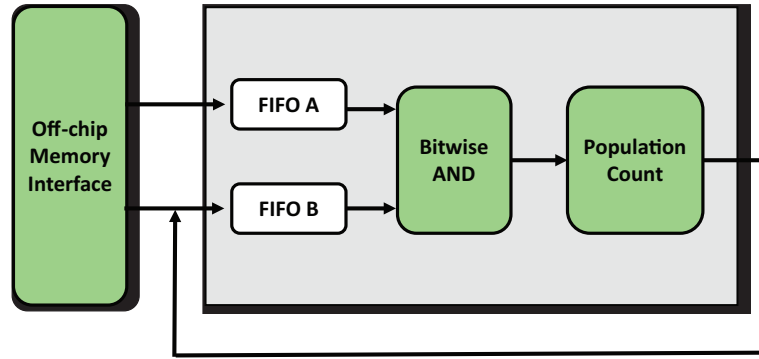 Off-chip
Memory
Interface
FIFO A
FIFO B
Bitwise
AND
Population
Count